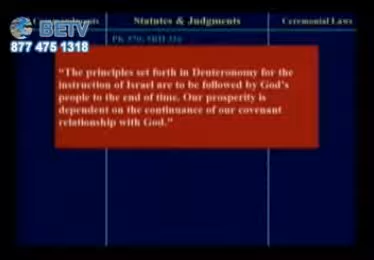 Commandments Statutes & Judgments Ceremonial Laws
BETV
877 475 1318
"The principles set forth in Deuteronomy for the
instruction of Israel are to be followed by God's
people to the end of time. Our prosperity is
dependent on the continuance of our covenant
relationship with God."